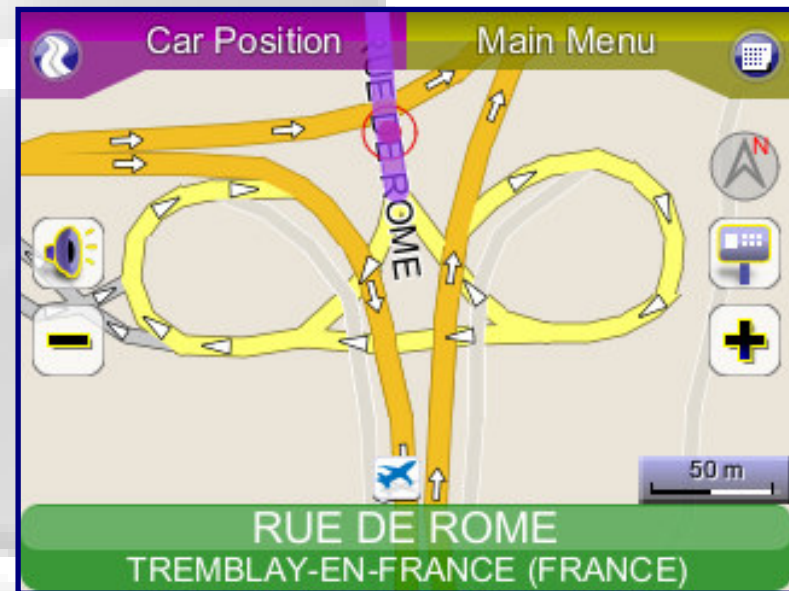 Car Position
Main Menu
RUE DE ROME
N
50 m
RUE DE ROME
TREMBLAY-EN-FRANCE (FRANCE)